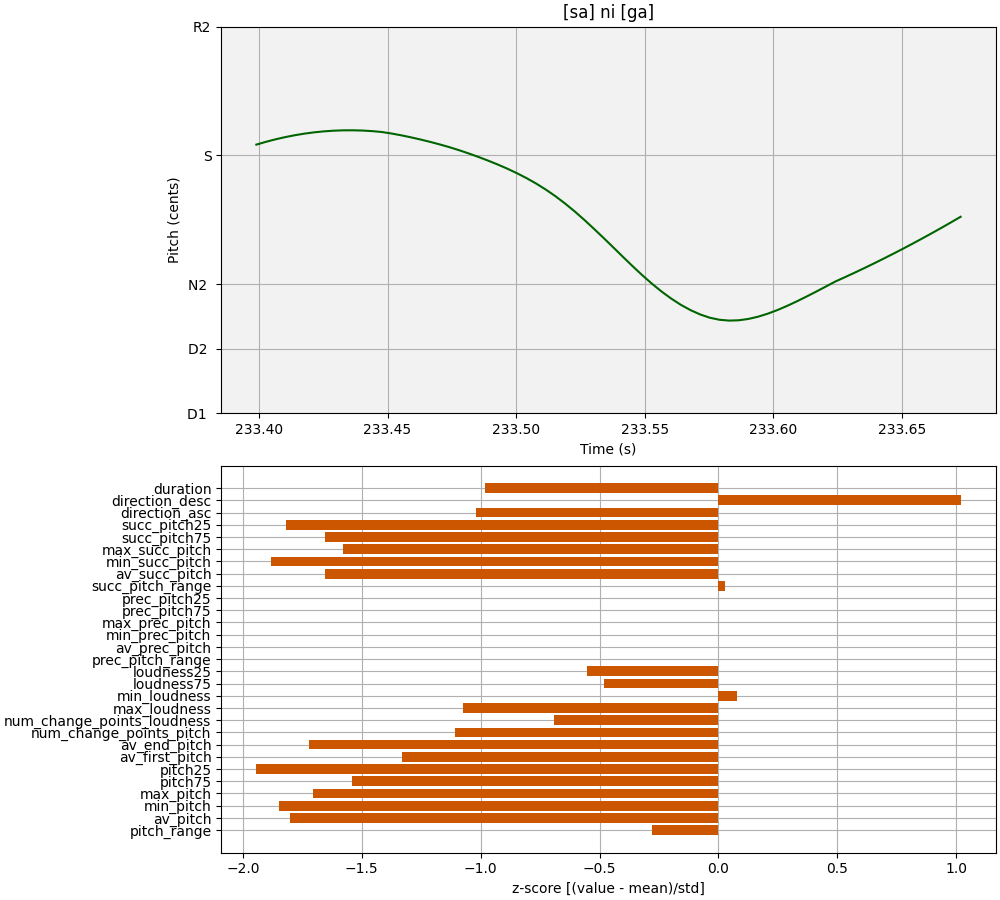 [sa] ni [ga]
R2
S
N2
D2
D1
Pitch (cents)
233.40 233.45 233.50 233.55 233.60 233.65
Time (s)
duration
direction_desc
direction_asc
succ_pitch25
succ_pitch75
max_succ_pitch
min_succ_pitch
av_succ_pitch
succ_pitch_range
prec_pitch25
prec_pitch75
max_prec_pitch
min_prec_pitch
av_prec_pitch
prec_pitch_range
loudness25
loudness75
min_loudness
max_loudness
num_change_points_loudness
num_change_points_pitch
av_end_pitch
av_first_pitch
pitch25
pitch75
max_pitch
min_pitch
av_pitch
pitch_range
−2.0 −1.5 −1.0 −0.5 0.0 0.5 1.0
z-score [(value - mean)/std]